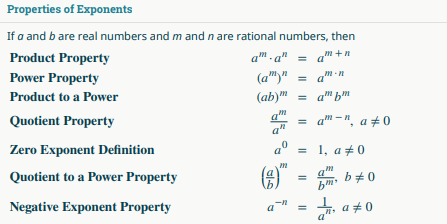 Properties of Exponents
If a and b are real numbers and m and n are rational numbers, then
Product Property a^m · a^n = a^(m + n)
Power Property (a^m)^n = a^(m · n)
Product to a Power (ab)^m = a^m b^m
Quotient Property a^m/a^n = a^(m − n), a ≠ 0
Zero Exponent Definition a^0 = 1, a ≠ 0
Quotient to a Power Property (a/b)^m = a^m/b^m, b ≠ 0
Negative Exponent Property a^(−n) = 1/a^n, a ≠ 0